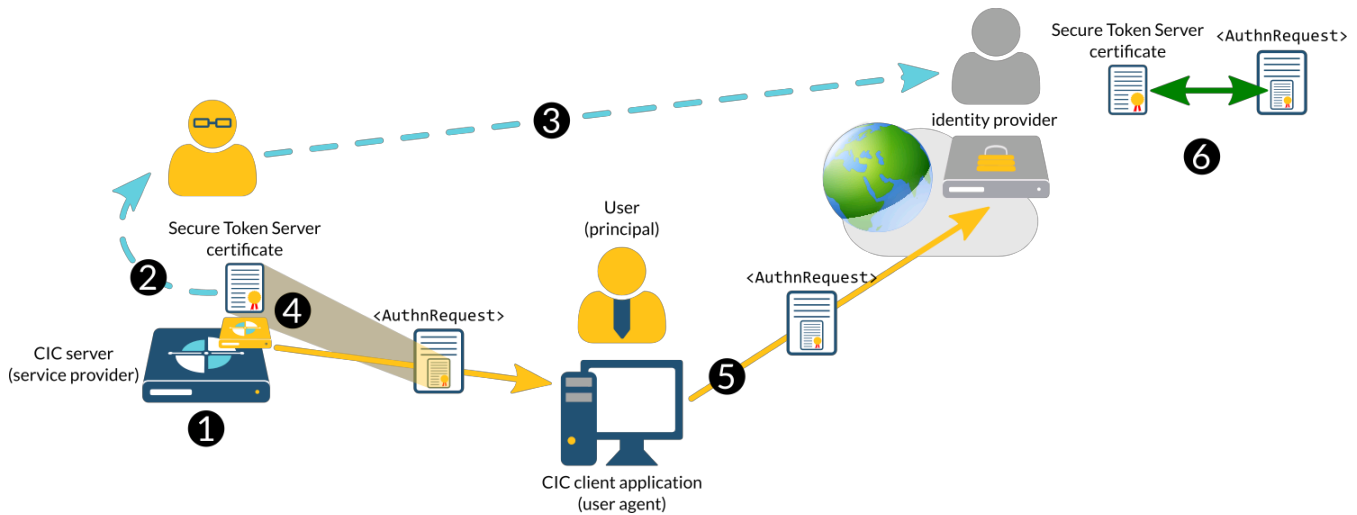 Secure Token Server
certificate
<AuthnRequest>
3
identity provider
6
User
(principal)
Secure Token Server
certificate
2
4
<AuthnRequest>
<AuthnRequest>
CIC server
(service provider)
5
1
CIC client application
(user agent)